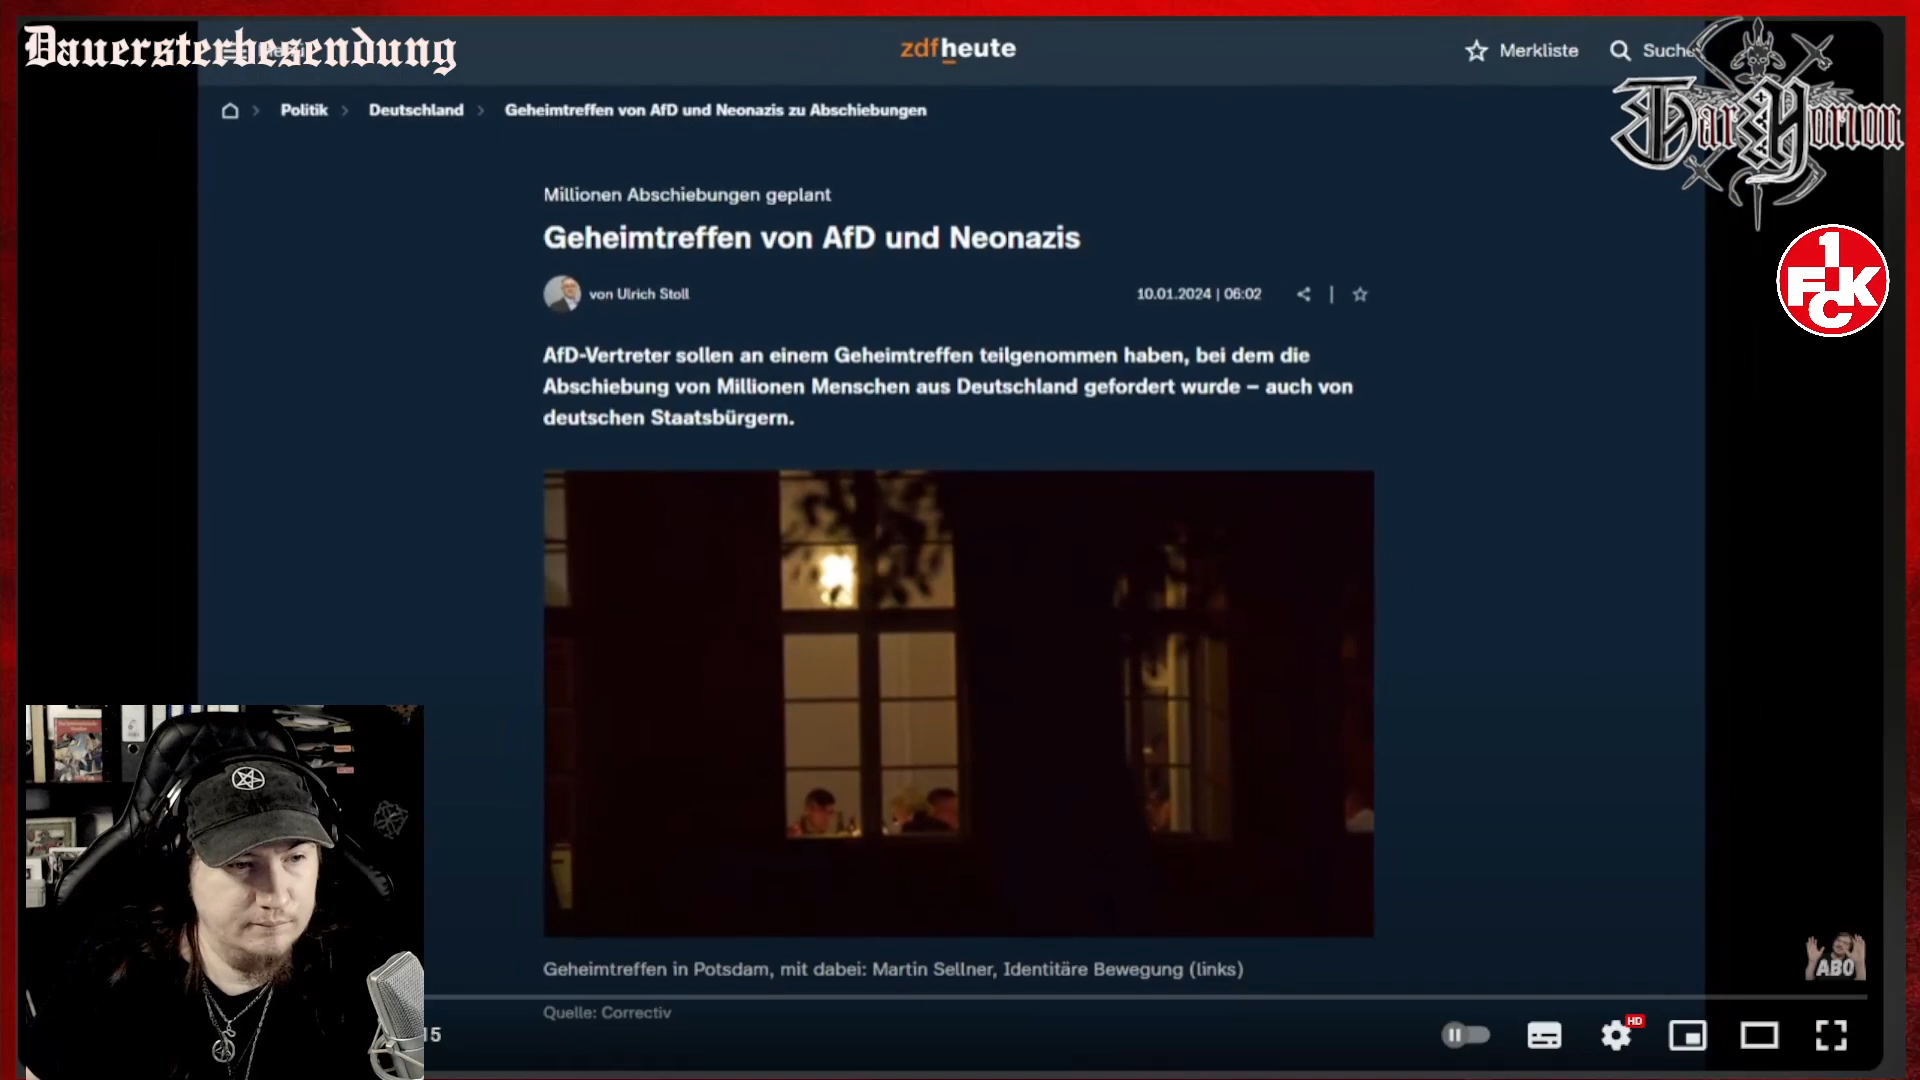 Dauersterbesendung
zdfheute
Merkliste
Suche
Politik
Deutschland
Geheimtreffen von AfD und Neonazis zu Abschiebungen
Tar Horion
1
FCK
Millionen Abschiebungen geplant
Geheimtreffen von AfD und Neonazis
von Ulrich Stoll
10.01.2024 | 06:02
AfD-Vertreter sollen an einem Geheimtreffen teilgenommen haben, bei dem die
Abschiebung von Millionen Menschen aus Deutschland gefordert wurde – auch von
deutschen Staatsbürgern.
Geheimtreffen in Potsdam, mit dabei: Martin Sellner, Identitäre Bewegung (links)
Quelle: Correctiv
ABO
15
HD